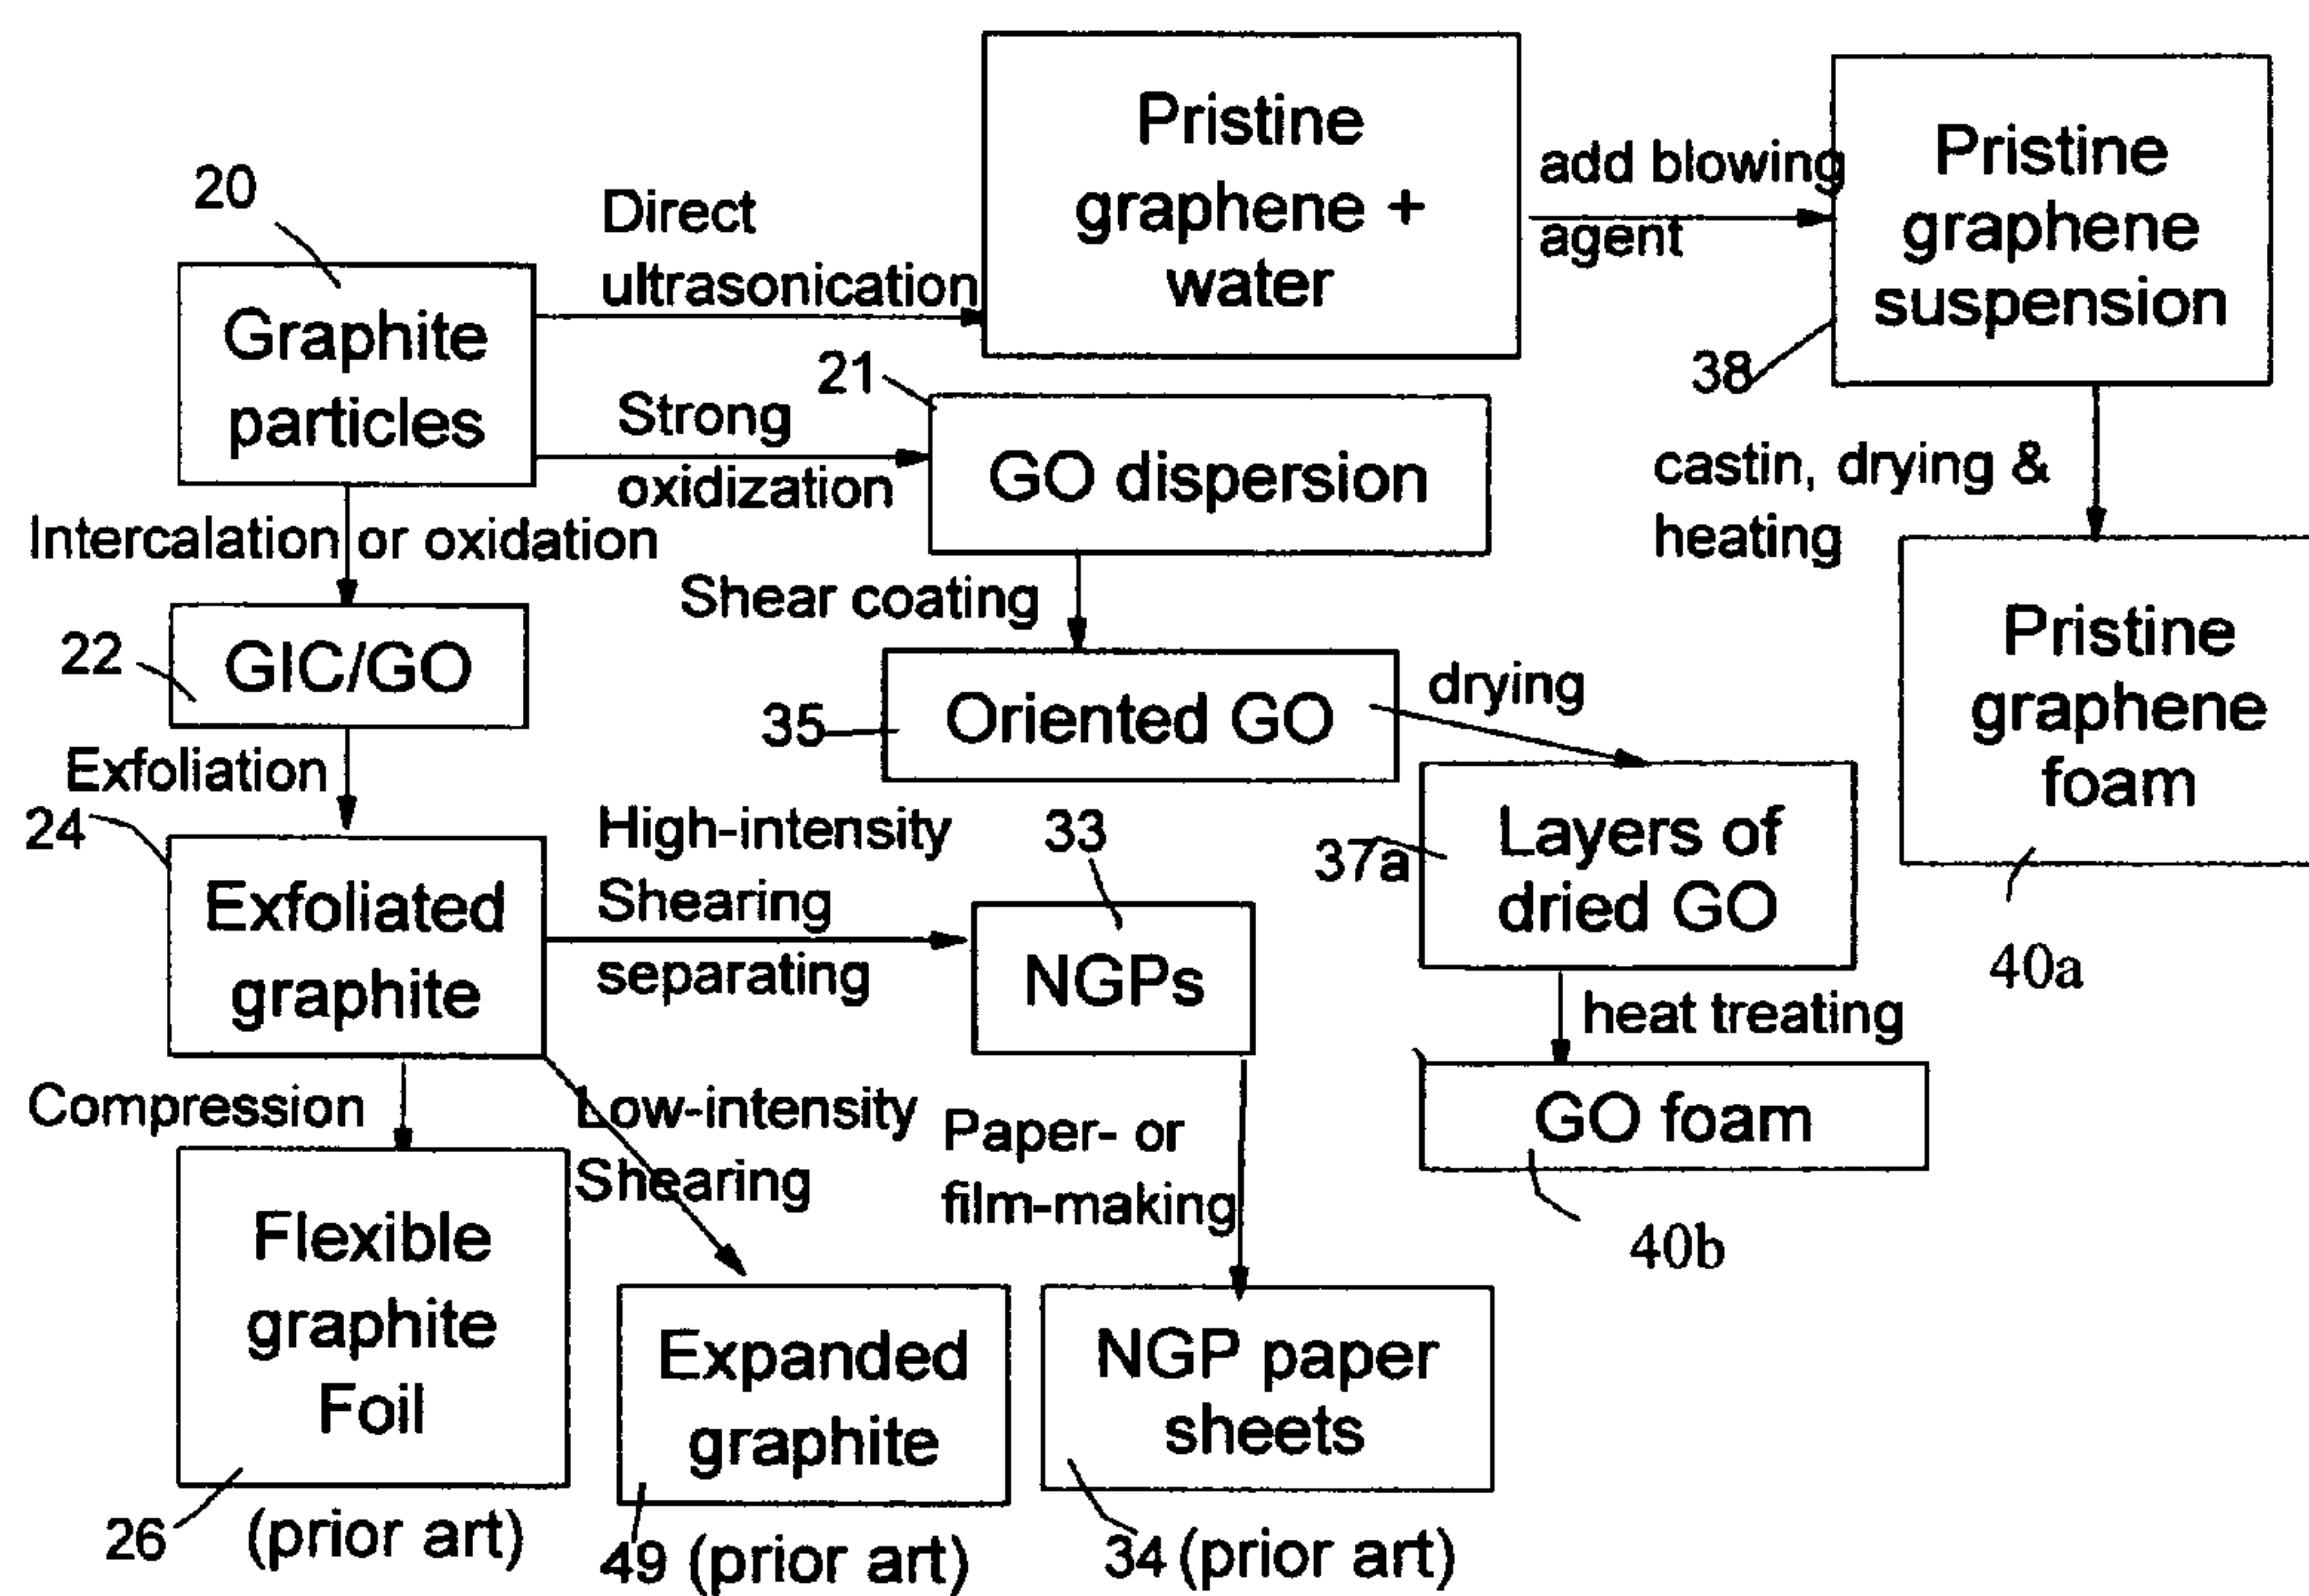 Pristine
graphene +
water
add blowing
agent
Pristine
graphene
suspension
38
20
Direct
ultrasonication
Graphite
particles
21
Strong
oxidization
GO dispersion
castin, drying &
heating
Intercalation or oxidation
Shear coating
22
GIC/GO
35
Oriented GO
drying
Pristine
graphene
foam
40a
Exfoliation
24
Exfoliated
graphite
High-intensity
Shearing
separating
33
NGPs
37a
Layers of
dried GO
heat treating
GO foam
40b
Compression
Low-intensity
Shearing
Paper- or
film-making
Flexible
graphite
Foil
26
(prior art)
Expanded
graphite
49 (prior art)
NGP paper
sheets
34 (prior art)